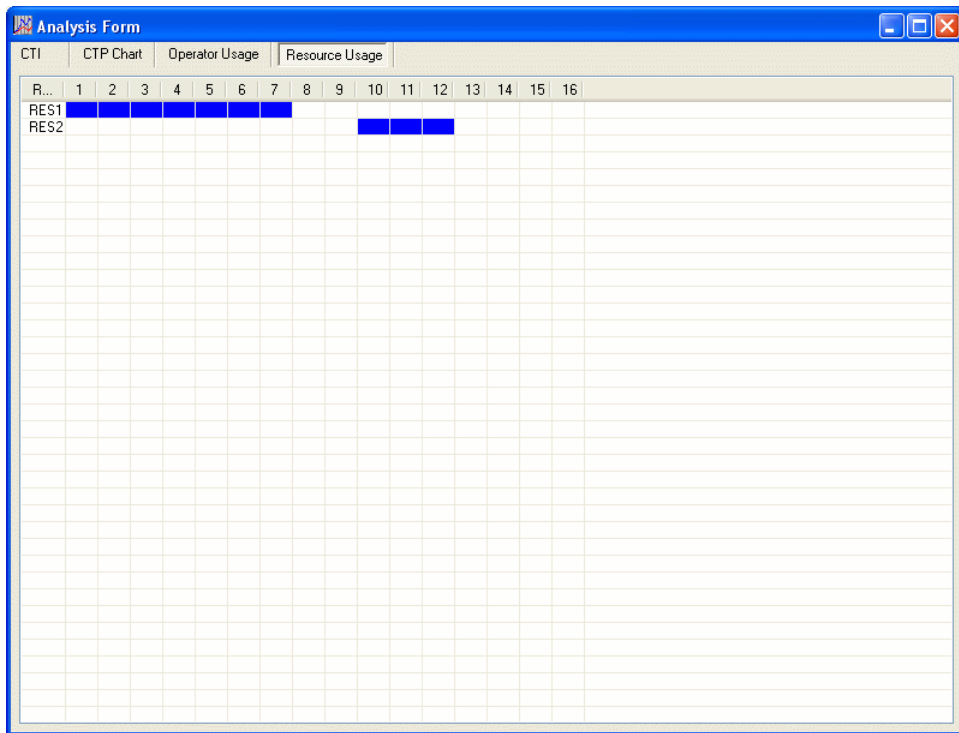 Analysis Form
CTI CTP Chart Operator Usage Resource Usage
R... 1 2 3 4 5 6 7 8 9 10 11 12 13 14 15 16
RES1
RES2